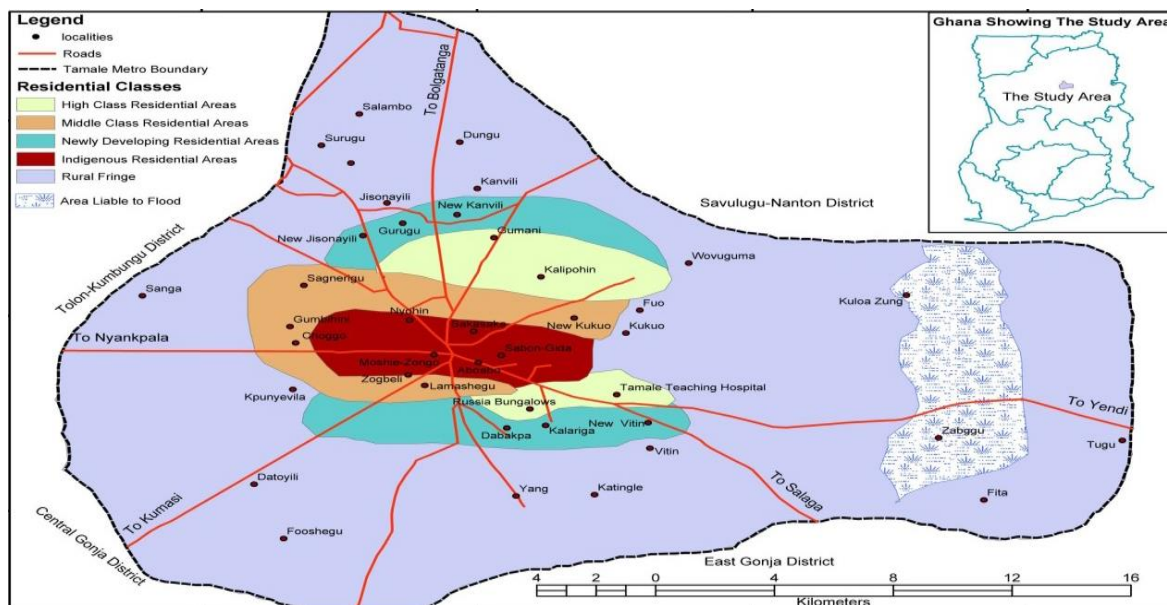 Legend
localities
Roads
Tamale Metro Boundary
Residential Classes
High Class Residential Areas
Middle Class Residential Areas
Newly Developing Residential Areas
Indigenous Residential Areas
Rural Fringe
Area Liable to Flood
Ghana Showing The Study Area
The Study Area
To Bolgatanga
Salambo
Surugu
Dungu
Kanvili
Jisonayili
New Kanvili
Savulugu-Nanton District
Gurugu
Gumani
New Jisonayili
Tolon-Kumbungu District
Wovuguma
Kalipohin
Sagnengu
Sanga
Kuloa Zung
Fuo
Nyohin
New Kukuo
Gumbihini
Sakasaka
Kukuo
To Nyankpala
Choggo
Moshie-Zongo
Sabon-Gida
Aboabo
Zogbeli
Lamashegu
Tamale Teaching Hospital
Kpunyevila
Russia Bungalows
To Yendi
Dabakpa
Kalariga
New Vitin
Zabggu
Tugu
Vitin
Datoyili
To Kumasi
Yang
Katingle
To Salaga
Fita
Central Gonja District
Fooshegu
East Gonja District
4 2 0 4 8 12 16
Kilometers